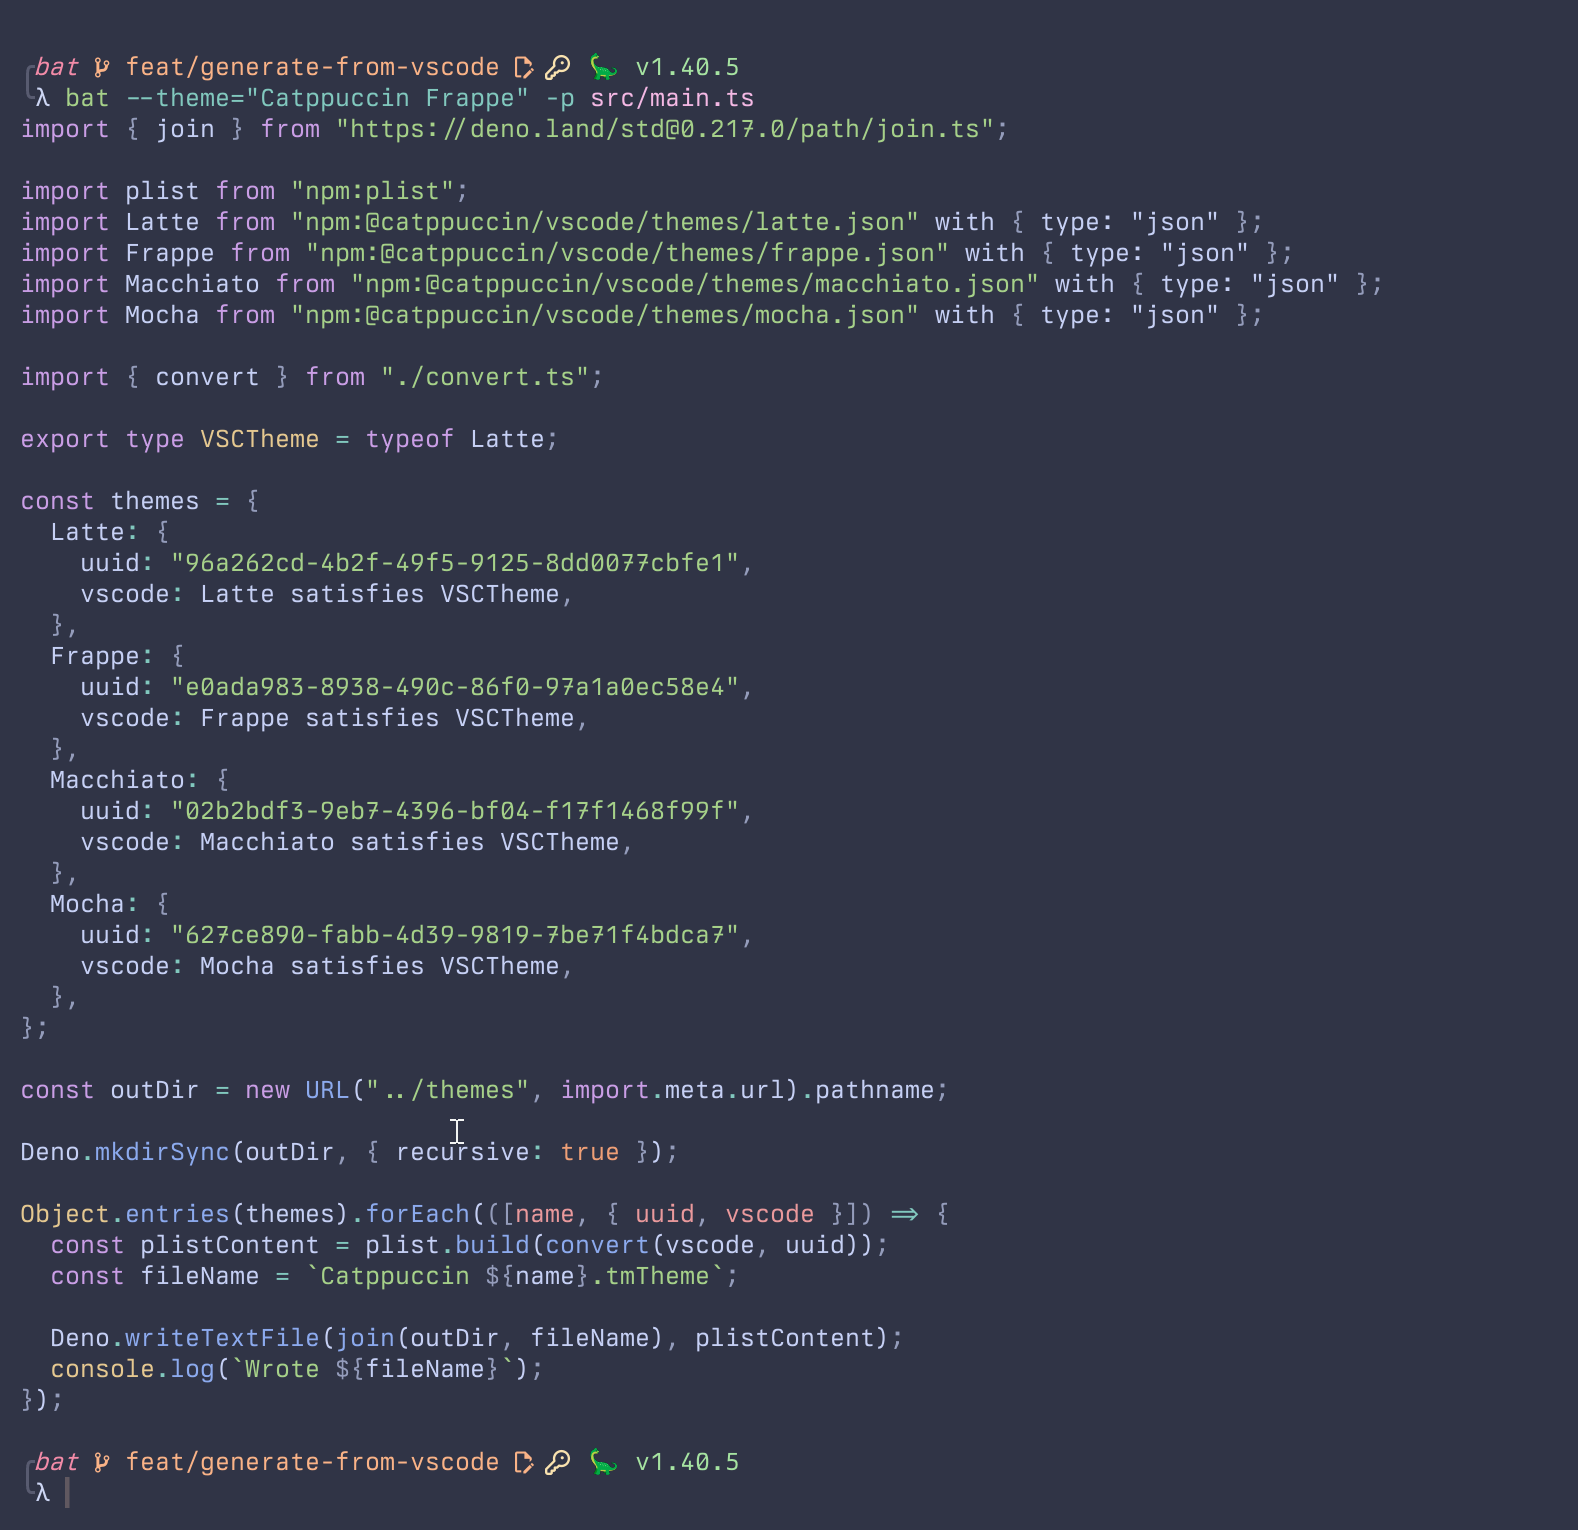 bat feat/generate-from-vscode v1.40.5
λ bat --theme="Catppuccin Frappe" -p src/main.ts
import { join } from "https://deno.land/std@0.217.0/path/join.ts";

import plist from "npm:plist";
import Latte from "npm:@catppuccin/vscode/themes/latte.json" with { type: "json" };
import Frappe from "npm:@catppuccin/vscode/themes/frappe.json" with { type: "json" };
import Macchiato from "npm:@catppuccin/vscode/themes/macchiato.json" with { type: "json" };
import Mocha from "npm:@catppuccin/vscode/themes/mocha.json" with { type: "json" };

import { convert } from "./convert.ts";

export type VSCTheme = typeof Latte;

const themes = {
  Latte: {
    uuid: "96a262cd-4b2f-49f5-9125-8dd0077cbfe1",
    vscode: Latte satisfies VSCTheme,
  },
  Frappe: {
    uuid: "e0ada983-8938-490c-86f0-97a1a0ec58e4",
    vscode: Frappe satisfies VSCTheme,
  },
  Macchiato: {
    uuid: "02b2bdf3-9eb7-4396-bf04-f17f1468f99f",
    vscode: Macchiato satisfies VSCTheme,
  },
  Mocha: {
    uuid: "627ce890-fabb-4d39-9819-7be71f4bdca7",
    vscode: Mocha satisfies VSCTheme,
  },
};

const outDir = new URL("../themes", import.meta.url).pathname;

Deno.mkdirSync(outDir, { recursive: true });

Object.entries(themes).forEach(([name, { uuid, vscode }]) => {
  const plistContent = plist.build(convert(vscode, uuid));
  const fileName = `Catppuccin ${name}.tmTheme`;

  Deno.writeTextFile(join(outDir, fileName), plistContent);
  console.log(`Wrote ${fileName}`);
});

bat feat/generate-from-vscode v1.40.5
λ